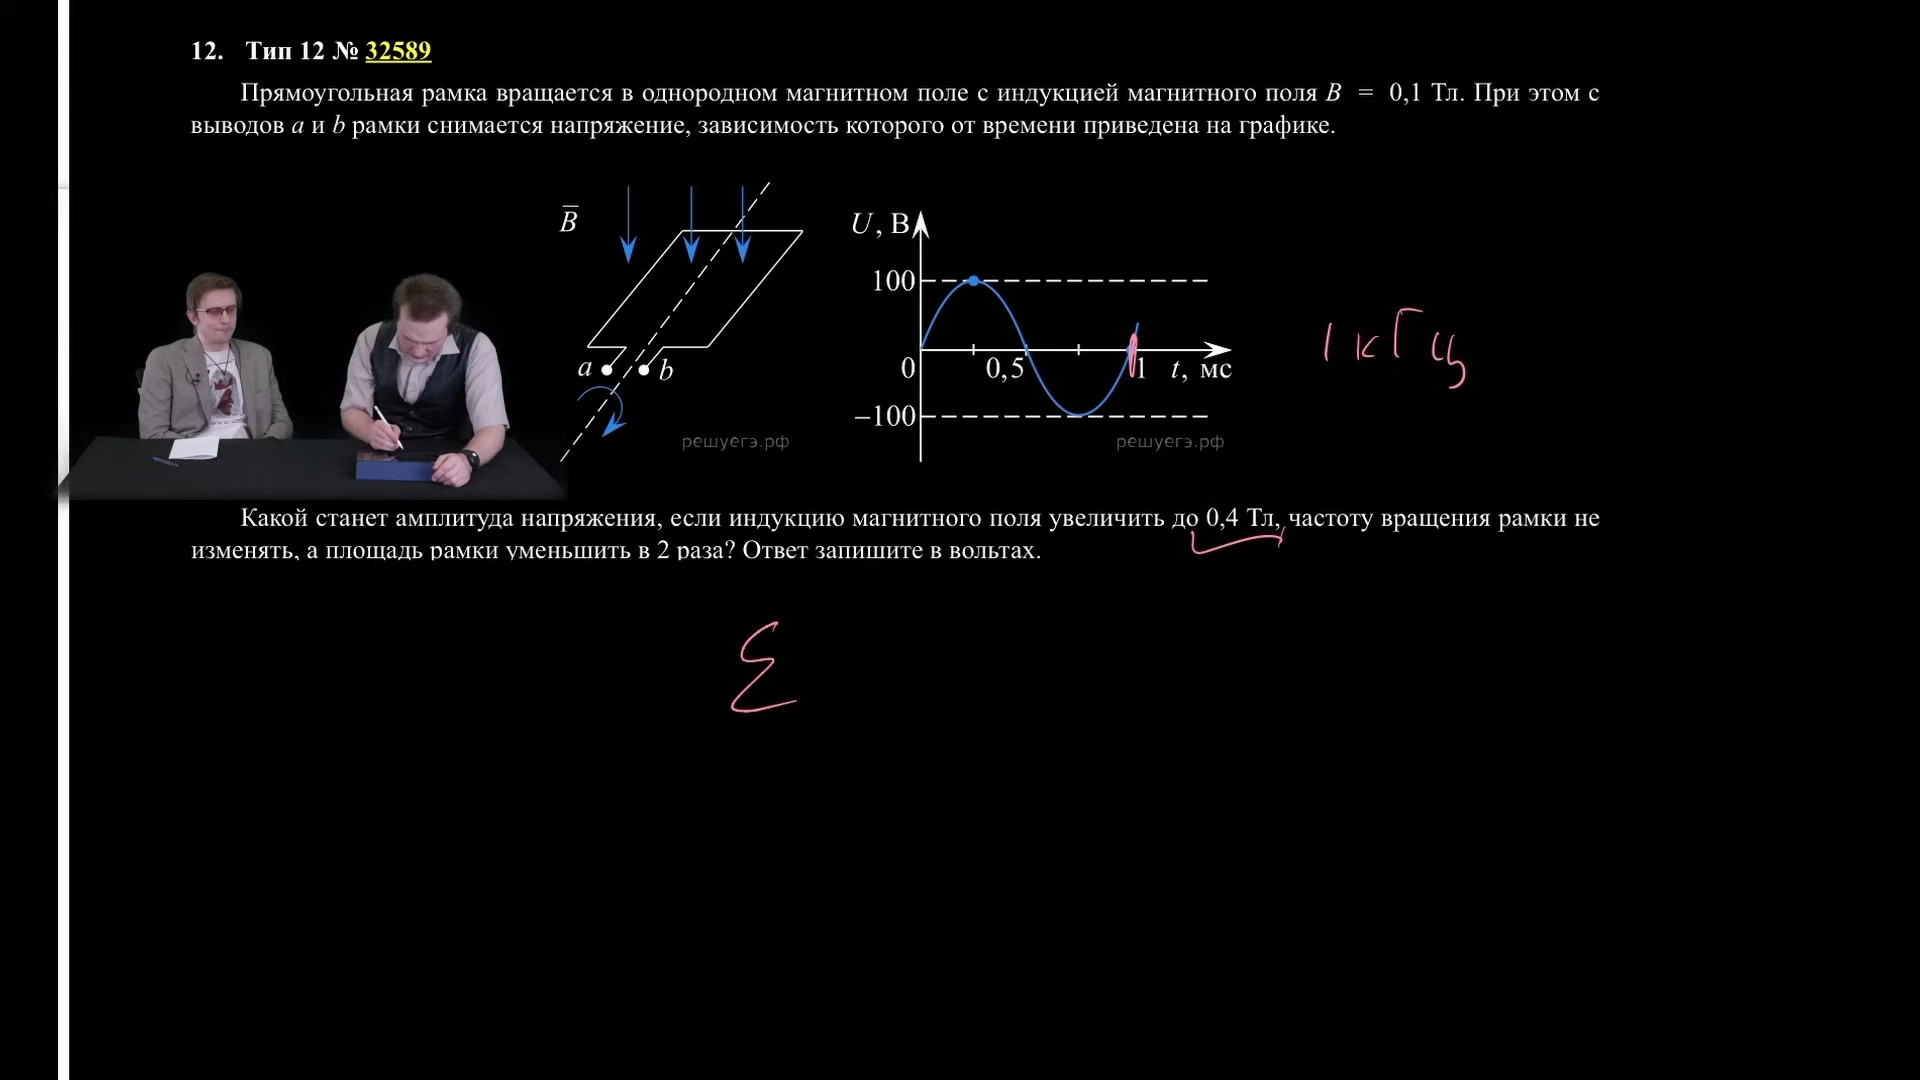 12. Тип 12 № 32589
Прямоугольная рамка вращается в однородном магнитном поле с индукцией магнитного поля B = 0,1 Тл. При этом с
выводов a и b рамки снимается напряжение, зависимость которого от времени приведена на графике.
B
a
b
решуегэ.рф
U, В
100
0
0,5
1
t, мс
–100
решуегэ.рф
1 кГц
Какой станет амплитуда напряжения, если индукцию магнитного поля увеличить до 0,4 Тл, частоту вращения рамки не
изменять, а площадь рамки уменьшить в 2 раза? Ответ запишите в вольтах.
Ɛ